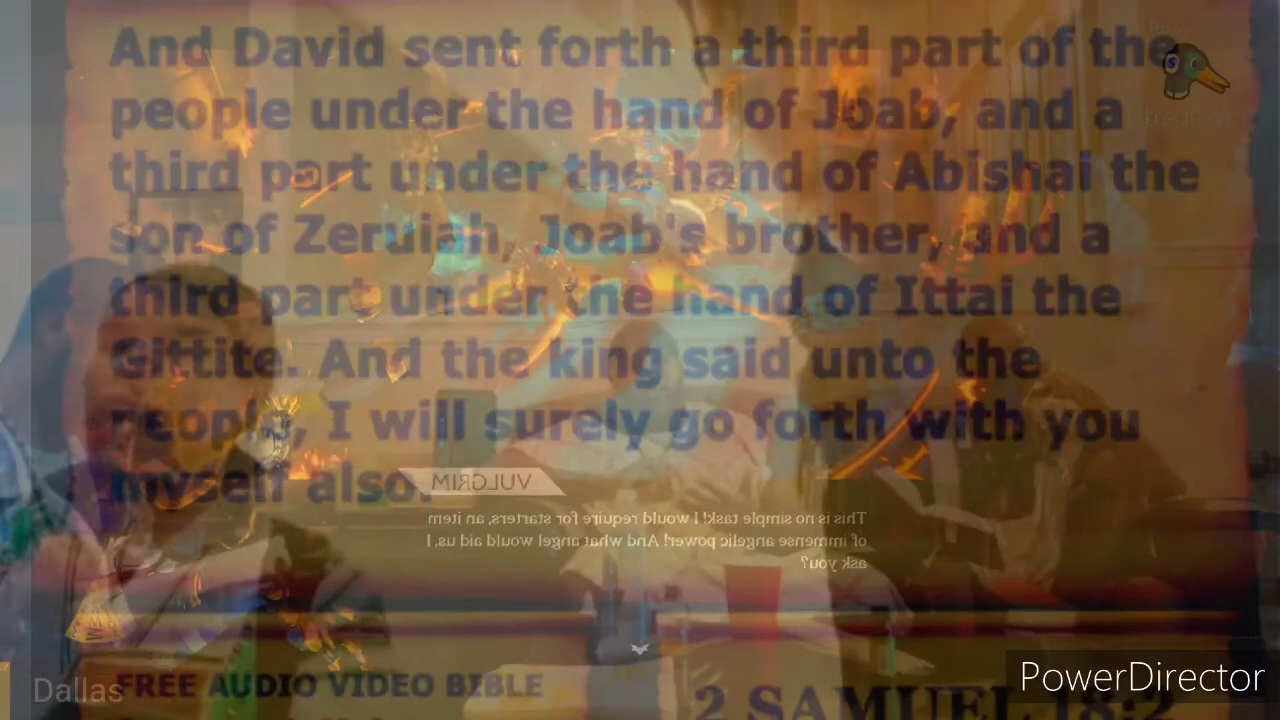 And David sent forth a third part of the
people under the hand of Joab, and a
third part under the hand of Abishai the
son of Zeruiah, Joab's brother, and a
third part under the hand of Ittai the
Gittite. And the king said unto the
people, I will surely go forth with you
myself also.
VULGRIM
This is no simple task! I would require for starters, an item
of immense angelic power! And what angel would aid us, I
ask you?
Dallas
FREE AUDIO VIDEO BIBLE
2 SAMUEL 18:2
PowerDirector